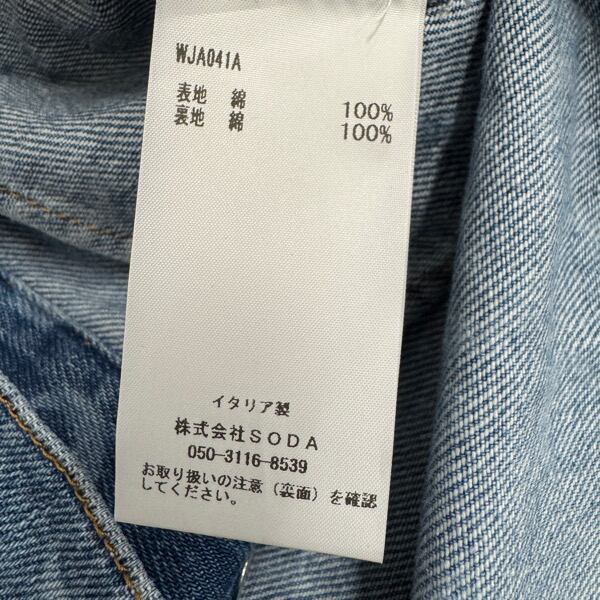 WJA041A
表地 綿 100%
裏地 綿 100%
イタリア製
株式会社SODA
050-3116-8539
お取り扱いの注意(裏面)を確認
してください。